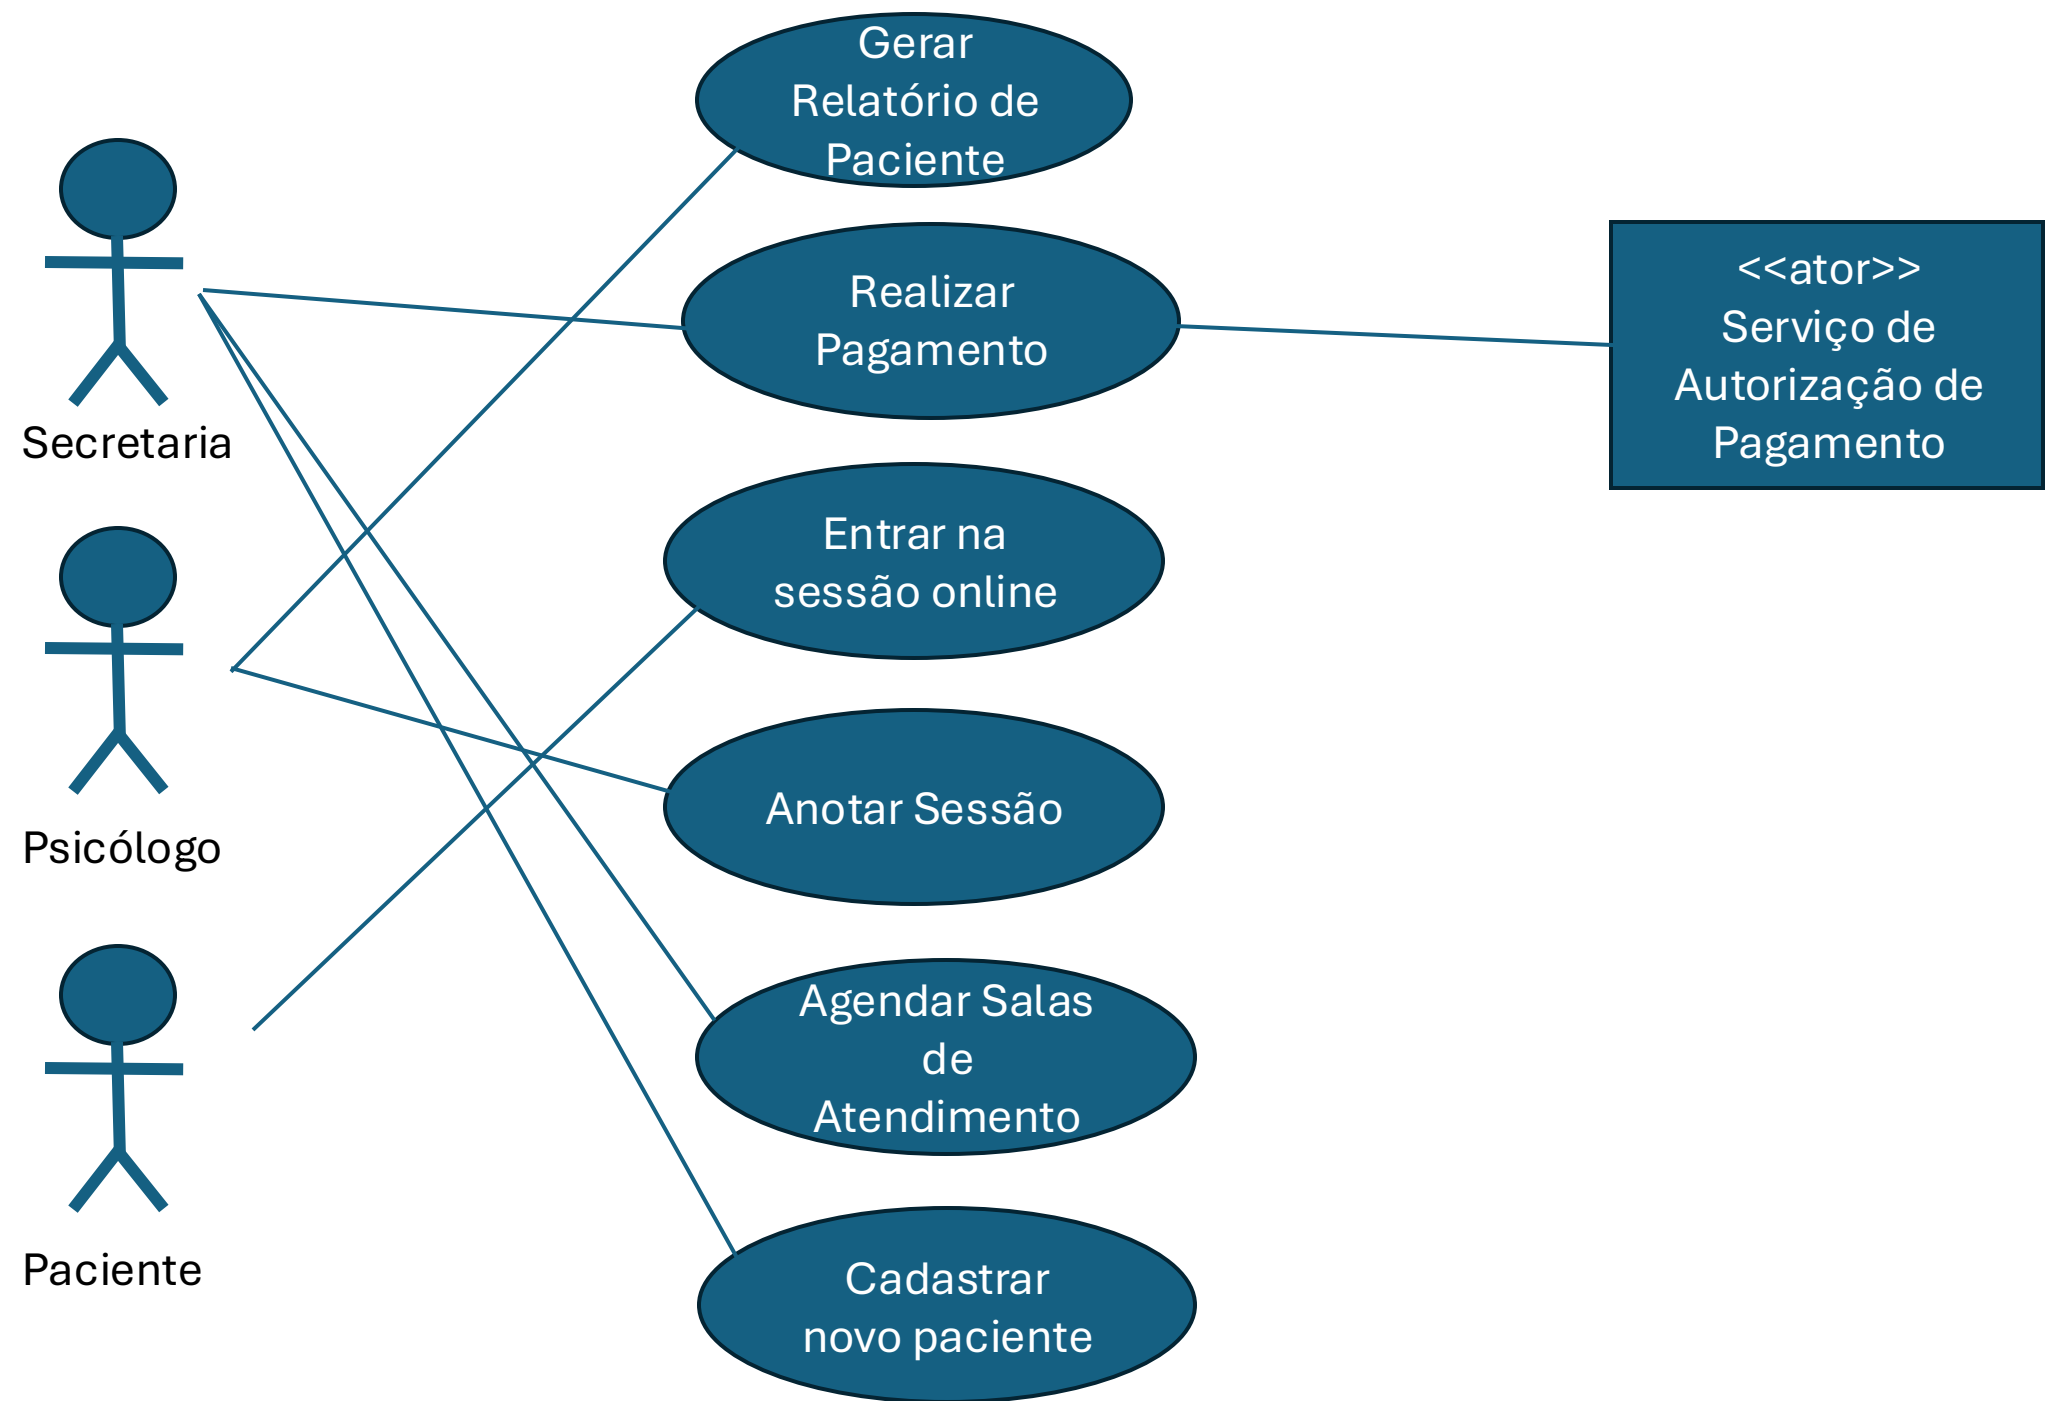 Gerar
Relatório de
Paciente
Realizar
Pagamento
<<ator>>
Serviço de
Autorização de
Pagamento
Secretaria
Entrar na
sessão online
Psicólogo
Anotar Sessão
Agendar Salas
de
Atendimento
Paciente
Cadastrar
novo paciente